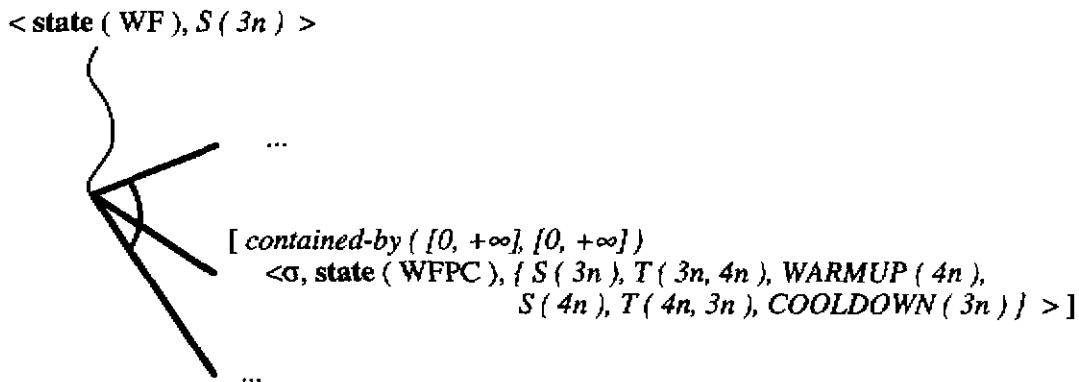 < state ( WF ), S ( 3n ) >
...
[ contained-by ( [0, +∞], [0, +∞] )
<σ, state ( WFPC ), { S ( 3n ), T ( 3n, 4n ), WARMUP ( 4n ),
S ( 4n ), T ( 4n, 3n ), COOLDOWN ( 3n ) } > ]
...